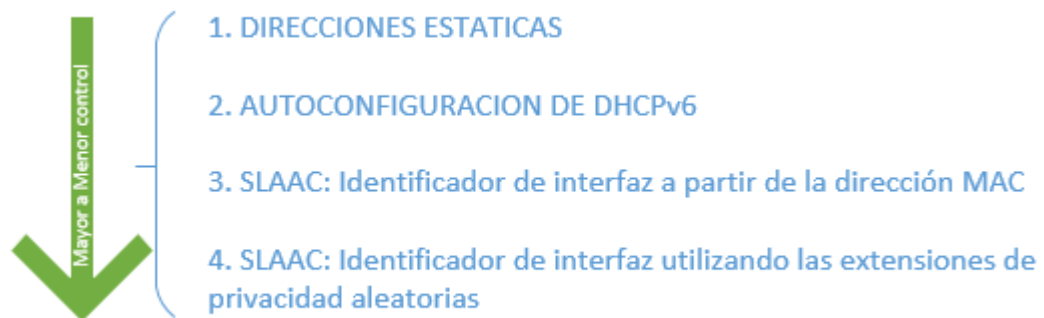 Mayor a Menor control
1. DIRECCIONES ESTATICAS
2. AUTOCONFIGURACION DE DHCPv6
3. SLAAC: Identificador de interfaz a partir de la dirección MAC
4. SLAAC: Identificador de interfaz utilizando las extensiones de
privacidad aleatorias